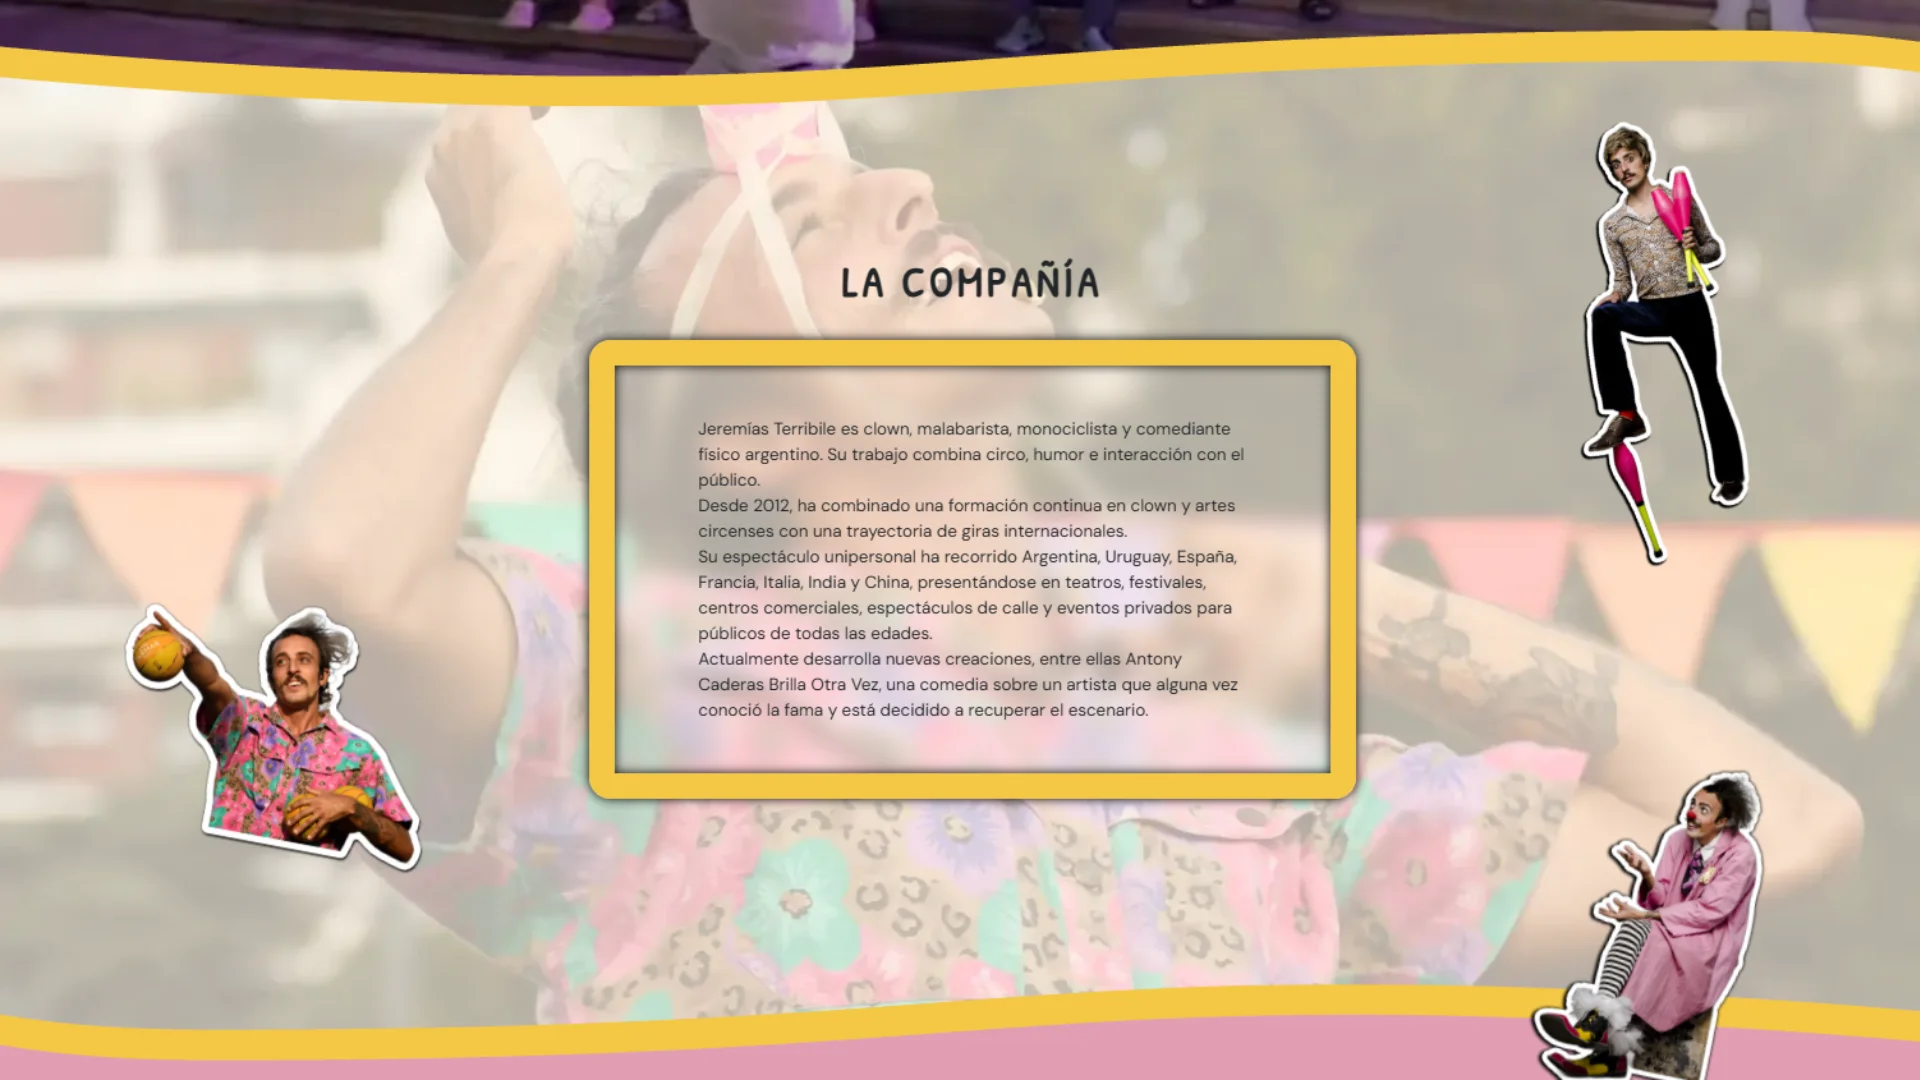 LA COMPAÑÍA
Jeremías Terribile es clown, malabarista, monociclista y comediante
físico argentino. Su trabajo combina circo, humor e interacción con el
público.
Desde 2012, ha combinado una formación continua en clown y artes
circenses con una trayectoria de giras internacionales.
Su espectáculo unipersonal ha recorrido Argentina, Uruguay, España,
Francia, Italia, India y China, presentándose en teatros, festivales,
centros comerciales, espectáculos de calle y eventos privados para
públicos de todas las edades.
Actualmente desarrolla nuevas creaciones, entre ellas Antony
Caderas Brilla Otra Vez, una comedia sobre un artista que alguna vez
conoció la fama y está decidido a recuperar el escenario.